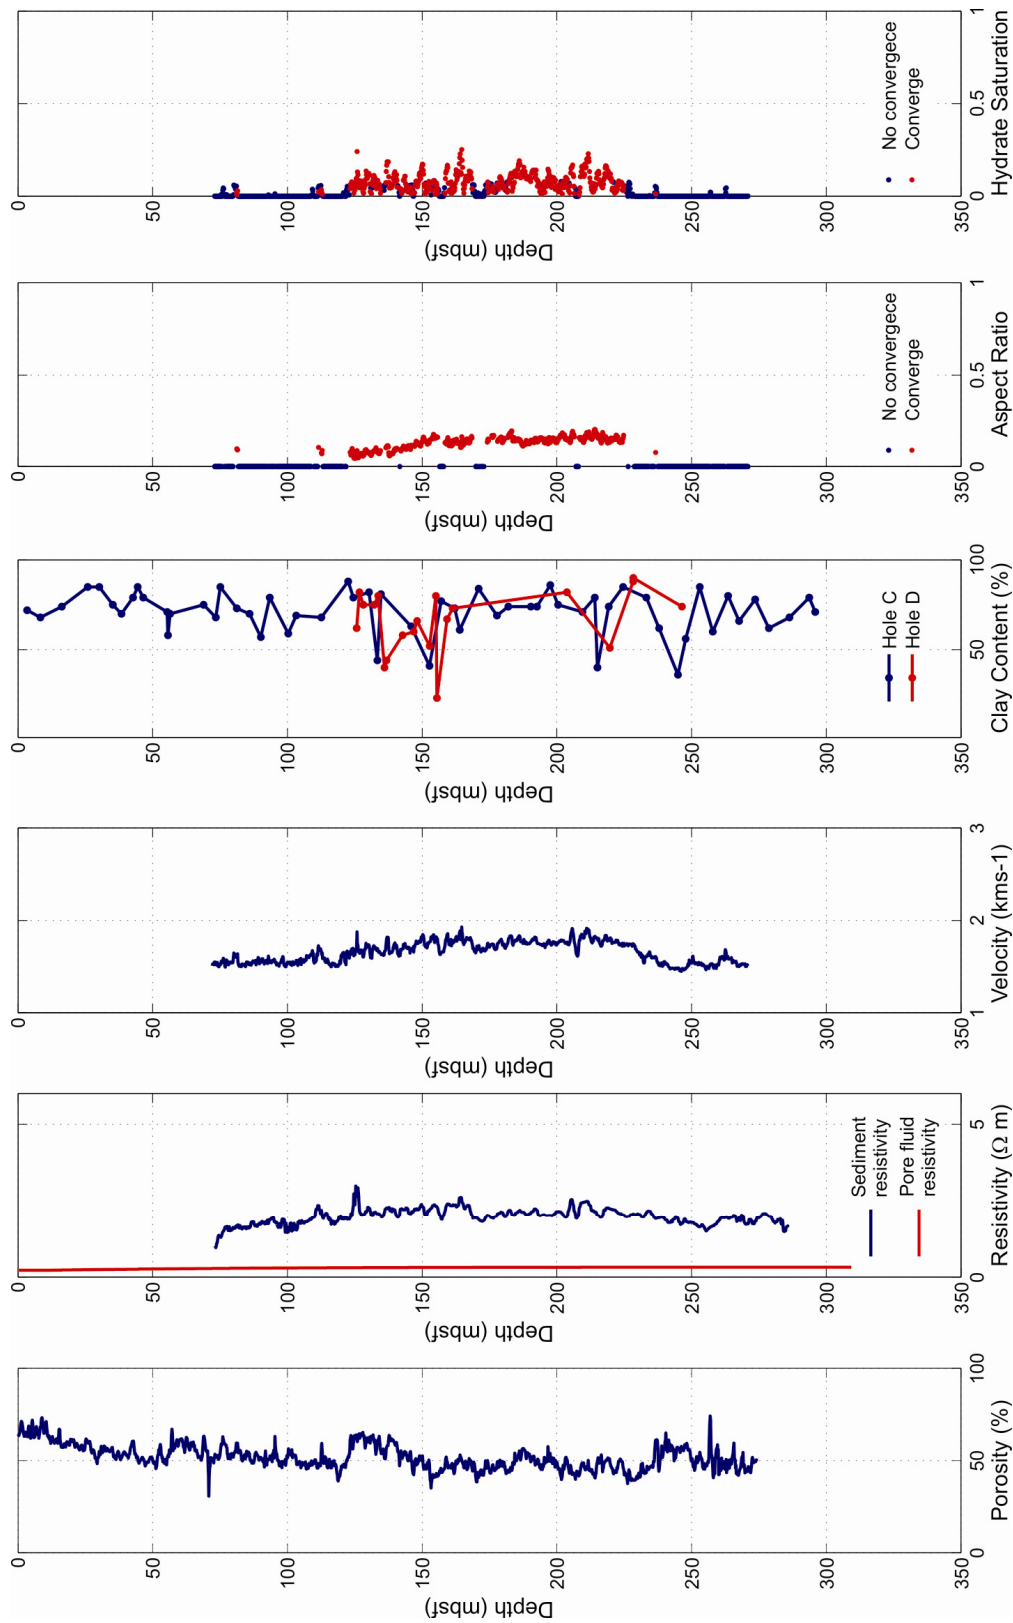 0
50
100
150
200
250
300
350
Depth (mbsf)
0
0.5
1
Hydrate Saturation
No convergece
Converge
0
50
100
150
200
250
300
350
Depth (mbsf)
0
0.5
1
Aspect Ratio
No convergece
Converge
0
50
100
150
200
250
300
350
Depth (mbsf)
0
50
100
Clay Content (%)
Hole C
Hole D
0
50
100
150
200
250
300
350
Depth (mbsf)
1
2
3
Velocity (kms-1)
0
50
100
150
200
250
300
350
Depth (mbsf)
0
5
Resistivity (Ω m)
Sediment
resistivity
Pore fluid
resistivity
0
50
100
150
200
250
300
350
Depth (mbsf)
0
50
100
Porosity (%)